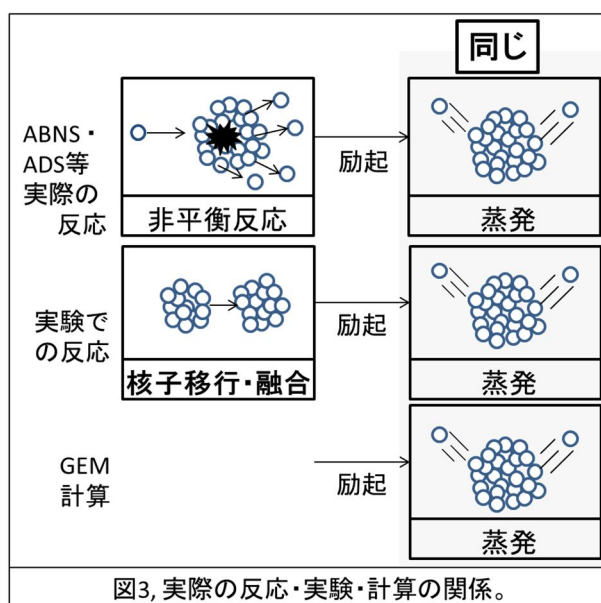 同じ
ABNS・
ADS等
実際の
反応
励起
非平衡反応
蒸発
実験で
の反応
励起
核子移行・融合
蒸発
GEM
計算
励起
蒸発
図3, 実際の反応・実験・計算の関係。